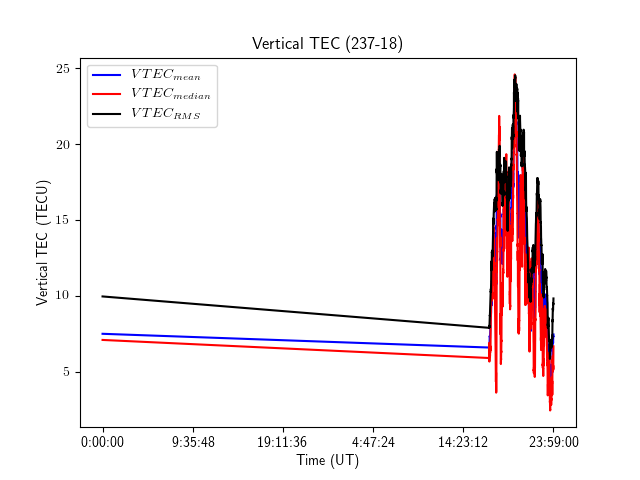 Vertical TEC (237-18)
VTEC_mean
VTEC_median
VTEC_RMS
Vertical TEC (TECU)
25
20
15
10
5
0:00:00 9:35:48 19:11:36 4:47:24 14:23:12 23:59:00
Time (UT)